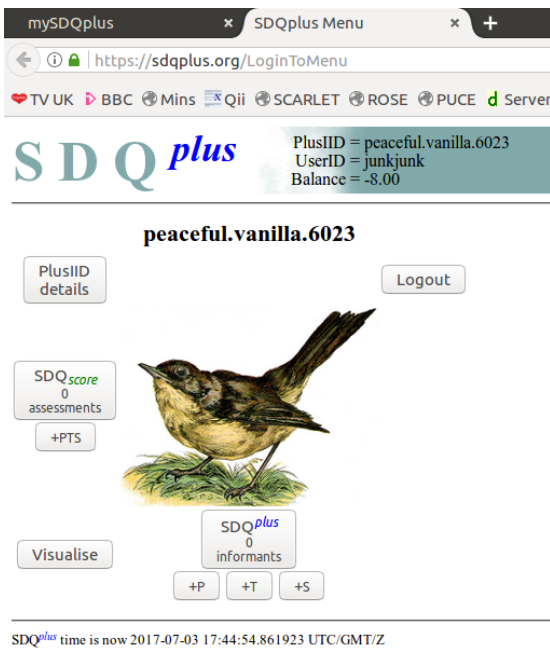 mySDQplus × SDQplus Menu × +
https://sdqplus.org/LoginToMenu
TV UK BBC Mins Qii SCARLET ROSE PUCE d Server
S D Q plus
PlusIID = peaceful.vanilla.6023
UserID = junkjunk
Balance = -8.00
peaceful.vanilla.6023
PlusIID
details
Logout
SDQscore
0
assessments
+PTS
SDQplus
0
informants
Visualise
+P +T +S
SDQplus time is now 2017-07-03 17:44:54.861923 UTC/GMT/Z